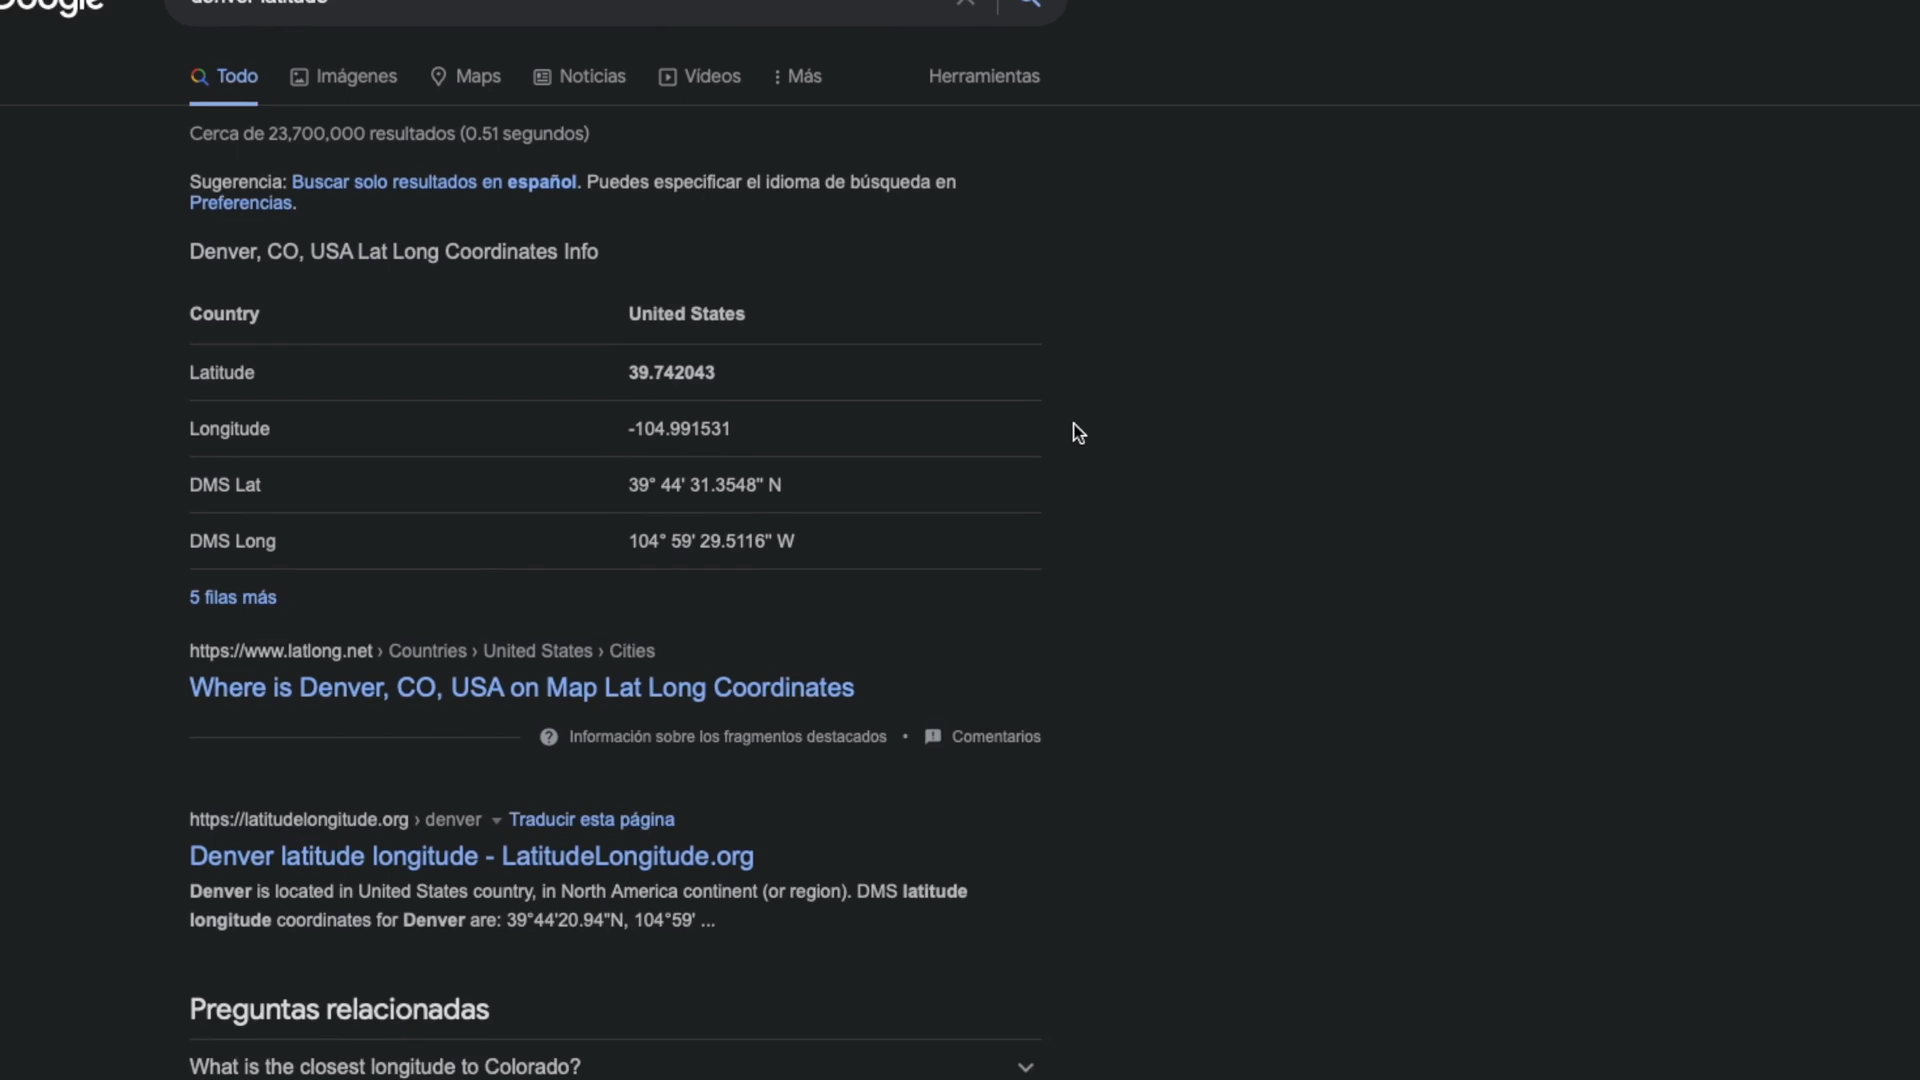 Todo Imágenes Maps Noticias Vídeos Más Herramientas
Cerca de 23,700,000 resultados (0.51 segundos)
Sugerencia: Buscar solo resultados en español. Puedes especificar el idioma de búsqueda en
Preferencias.
Denver, CO, USA Lat Long Coordinates Info
Country United States
Latitude 39.742043
Longitude -104.991531
DMS Lat 39° 44' 31.3548" N
DMS Long 104° 59' 29.5116" W
5 filas más
https://www.latlong.net › Countries › United States › Cities
Where is Denver, CO, USA on Map Lat Long Coordinates
Información sobre los fragmentos destacados • Comentarios
https://latitudelongitude.org › denver Traducir esta página
Denver latitude longitude - LatitudeLongitude.org
Denver is located in United States country, in North America continent (or region). DMS latitude
longitude coordinates for Denver are: 39°44'20.94"N, 104°59' ...
Preguntas relacionadas
What is the closest longitude to Colorado?